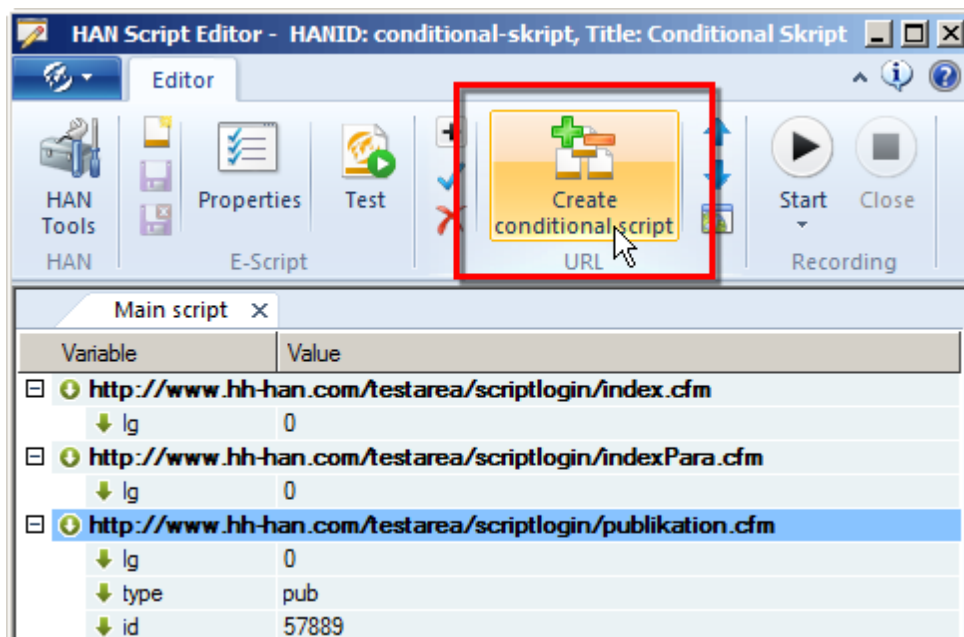 HAN Script Editor - HANID: conditional-skript, Title: Conditional Skript
Editor
HAN
Tools
Properties
Test
Create
conditional script
Start
Close
HAN
E-Script
URL
Recording
Main script
Variable Value
http://www.hh-han.com/testarea/scriptlogin/index.cfm
lg 0
http://www.hh-han.com/testarea/scriptlogin/indexPara.cfm
lg 0
http://www.hh-han.com/testarea/scriptlogin/publikation.cfm
lg 0
type pub
id 57889